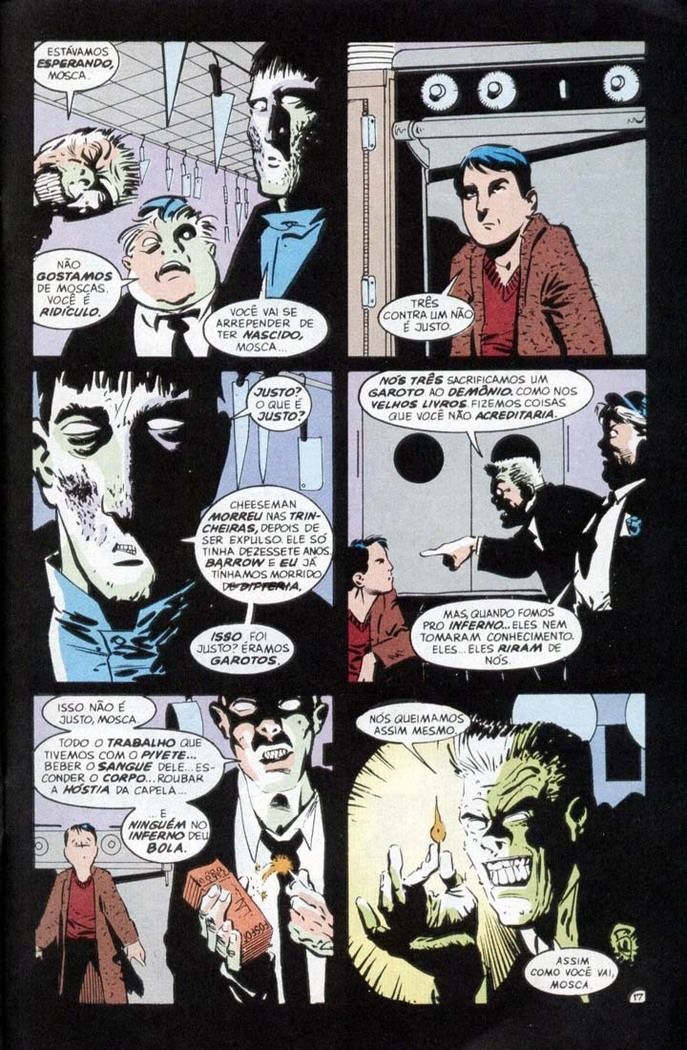 ESTÁVAMOS
ESPERANDO,
MOSCA.
NÃO
GOSTAMOS
DE MOSCAS.
VOCÊ É
RIDÍCULO.
VOCÊ VAI SE
ARREPENDER DE
TER NASCIDO,
MOSCA...
TRÊS
CONTRA UM NÃO
É JUSTO.
JUSTO?
O QUE É
JUSTO?
CHEESEMAN
MORREU NAS TRIN-
CHEIRAS, DEPOIS DE
SER EXPULSO. ELE SÓ
TINHA DEZESSETE ANOS.
BARROW E EU JÁ
TÍNHAMOS MORRIDO
DE DIFTERIA.
ISSO FOI
JUSTO? ÉRAMOS
GAROTOS.
NÓS TRÊS SACRIFICAMOS UM
GAROTO AO DEMÔNIO. COMO NOS
VELHOS LIVROS. FIZEMOS COISAS
QUE VOCÊ NÃO ACREDITARIA.
MAS, QUANDO FOMOS
PRO INFERNO... ELES NEM
TOMARAM CONHECIMENTO.
ELES... ELES RIRAM DE
NÓS.
ISSO NÃO É
JUSTO, MOSCA.
TODO O TRABALHO QUE
TIVEMOS COM O PIVETE...
BEBER O SANGUE DELE... ES-
CONDER O CORPO... ROUBAR
A HÓSTIA DA CAPELA...
... E
NINGUÉM NO
INFERNO DEU
BOLA.
NÓS QUEIMAMOS
ASSIM MESMO.
ASSIM
COMO VOCÊ VAI,
MOSCA.
17